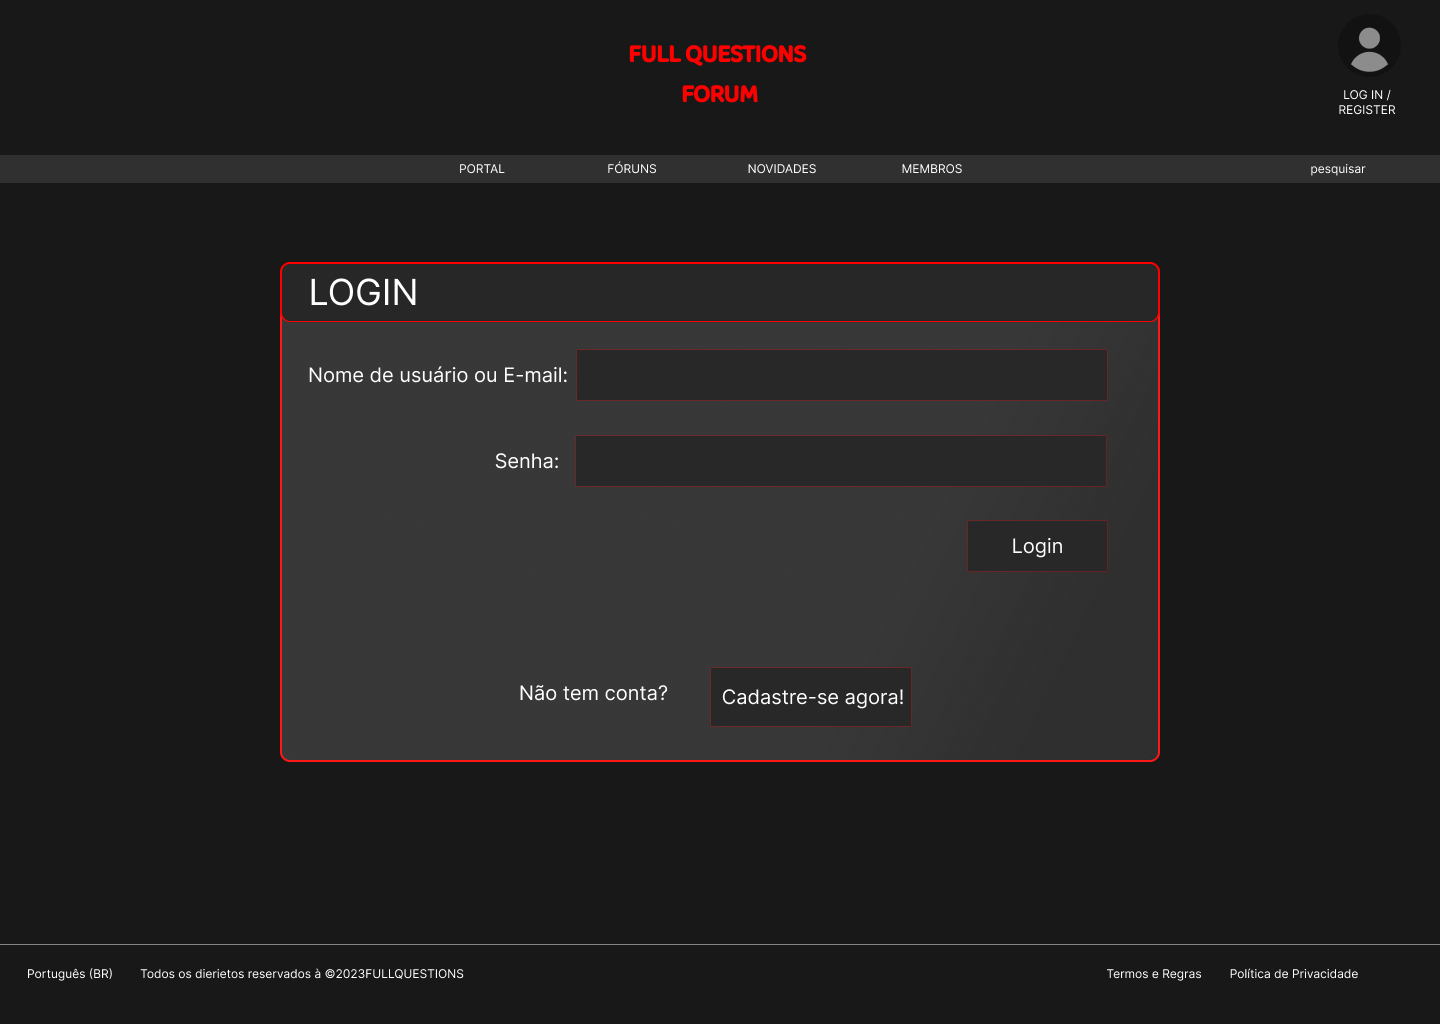 FULL QUESTIONS
FORUM
LOG IN /
REGISTER
PORTAL FÓRUNS NOVIDADES MEMBROS pesquisar
LOGIN
Nome de usuário ou E-mail:
Senha:
Login
Não tem conta? Cadastre-se agora!
Português (BR) Todos os dierietos reservados à ©2023FULLQUESTIONS Termos e Regras Política de Privacidade